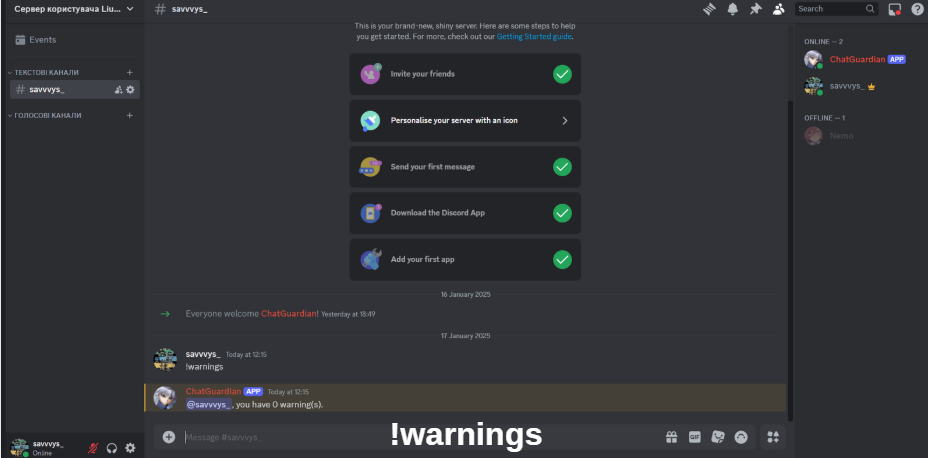 Сервер користувача Liu...
# savvvys_
Search
Events
ТЕКСТОВІ КАНАЛИ
# savvvys_
ГОЛОСОВІ КАНАЛИ
This is your brand-new, shiny server. Here are some steps to help
you get started. For more, check out our Getting Started guide.
Invite your friends
Personalise your server with an icon
Send your first message
Download the Discord App
Add your first app
16 January 2025
Everyone welcome ChatGuardian! Yesterday at 18:49
17 January 2025
savvvys_ Today at 12:15
!warnings
ChatGuardian APP Today at 12:15
@savvvys_, you have 0 warning(s).
Message #savvvys_
GIF
!warnings
savvvys_
Online
ONLINE — 2
ChatGuardian APP
savvvys_
OFFLINE — 1
Nemo